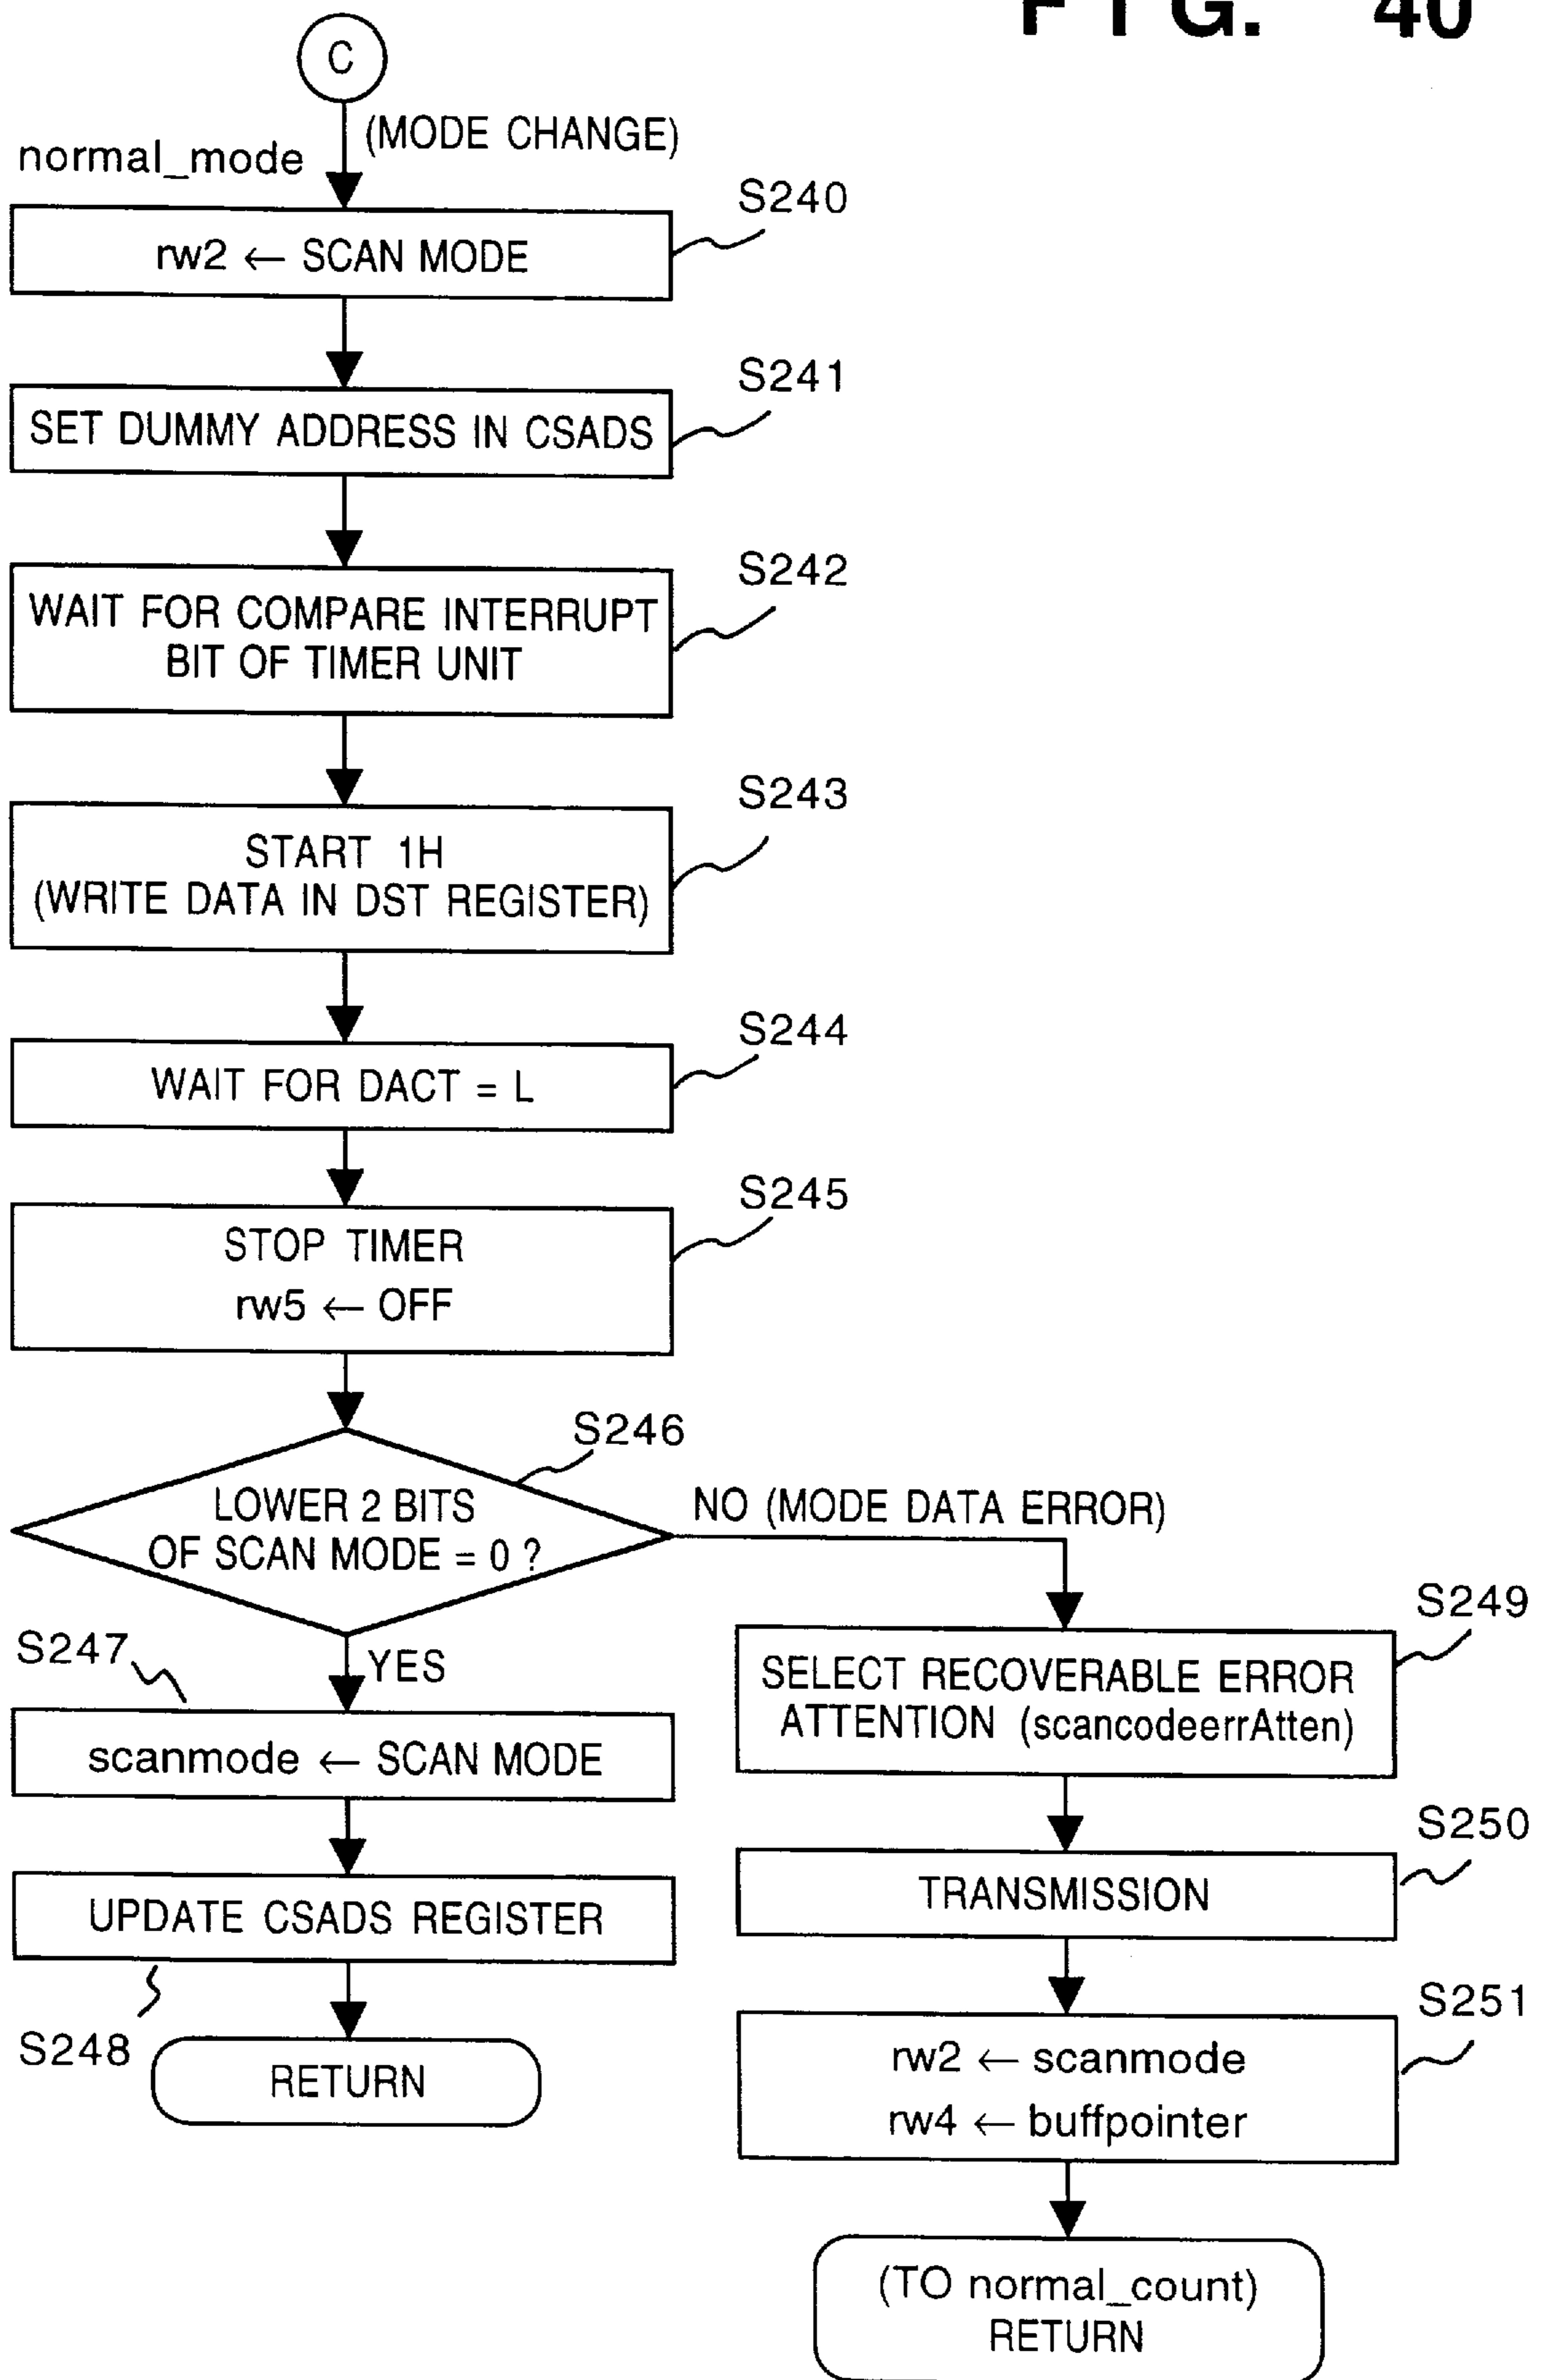 FIG. 40
C
(MODE CHANGE)
normal_mode
S240
rw2 ← SCAN MODE
S241
SET DUMMY ADDRESS IN CSADS
S242
WAIT FOR COMPARE INTERRUPT
BIT OF TIMER UNIT
S243
START 1H
(WRITE DATA IN DST REGISTER)
S244
WAIT FOR DACT = L
S245
STOP TIMER
rw5 ← OFF
S246
LOWER 2 BITS
OF SCAN MODE = 0 ?
NO (MODE DATA ERROR)
YES
S247
scanmode ← SCAN MODE
UPDATE CSADS REGISTER
S248
RETURN
S249
SELECT RECOVERABLE ERROR
ATTENTION (scancodeerrAtten)
S250
TRANSMISSION
S251
rw2 ← scanmode
rw4 ← buffpointer
(TO normal_count)
RETURN